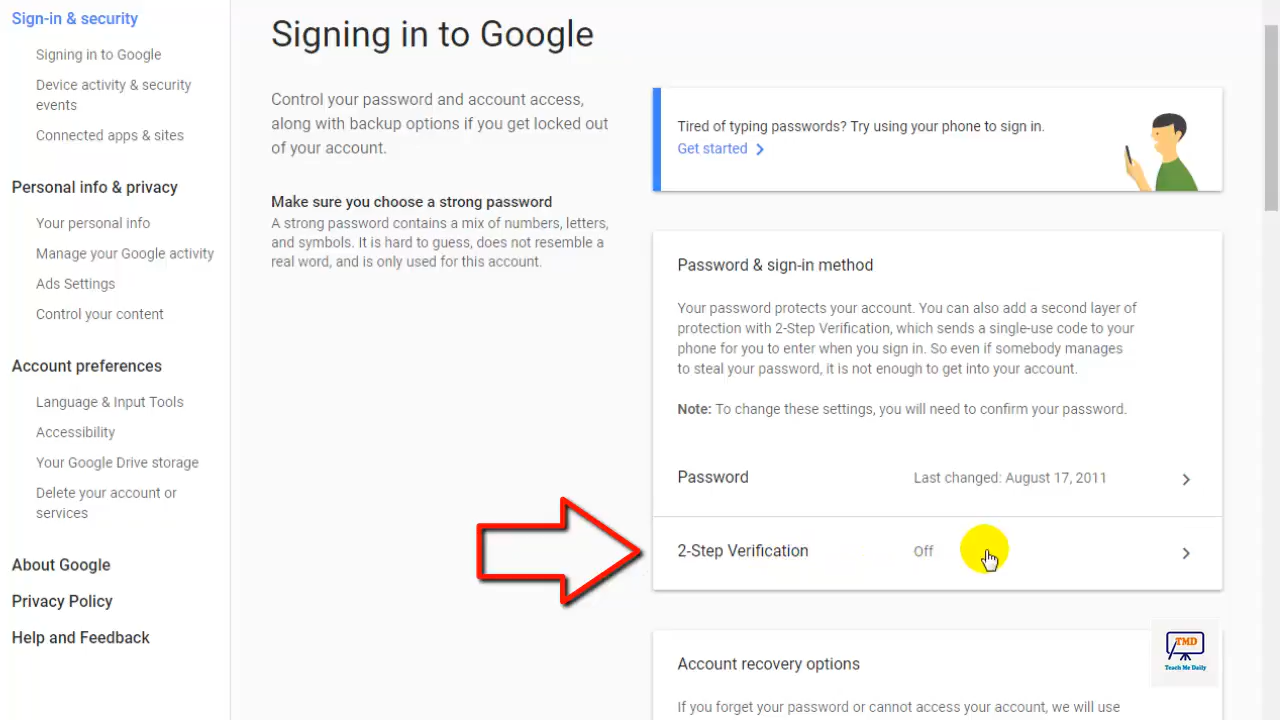 Sign-in & security
Signing in to Google
Device activity & security
events
Connected apps & sites
Personal info & privacy
Your personal info
Manage your Google activity
Ads Settings
Control your content
Account preferences
Language & Input Tools
Accessibility
Your Google Drive storage
Delete your account or
services
About Google
Privacy Policy
Help and Feedback
Signing in to Google
Control your password and account access,
along with backup options if you get locked out
of your account.
Make sure you choose a strong password
A strong password contains a mix of numbers, letters,
and symbols. It is hard to guess, does not resemble a
real word, and is only used for this account.
Tired of typing passwords? Try using your phone to sign in.
Get started
Password & sign-in method
Your password protects your account. You can also add a second layer of
protection with 2-Step Verification, which sends a single-use code to your
phone for you to enter when you sign in. So even if somebody manages
to steal your password, it is not enough to get into your account.
Note: To change these settings, you will need to confirm your password.
Password Last changed: August 17, 2011
2-Step Verification Off
Account recovery options
If you forget your password or cannot access your account, we will use
TMD
Teach Me Daily